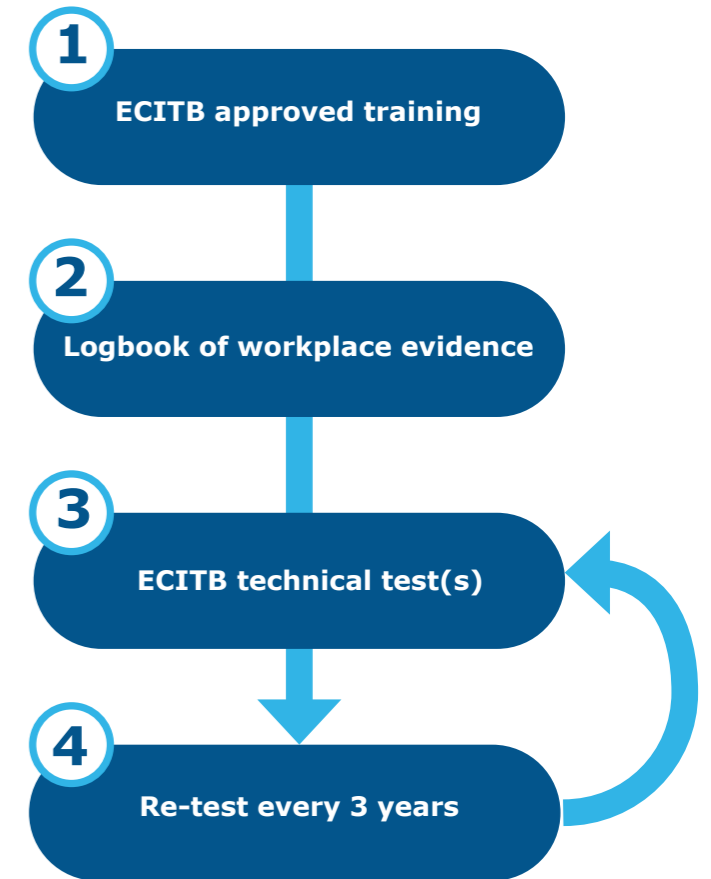 1
ECITB approved training
2
Logbook of workplace evidence
3
ECITB technical test(s)
4
Re-test every 3 years